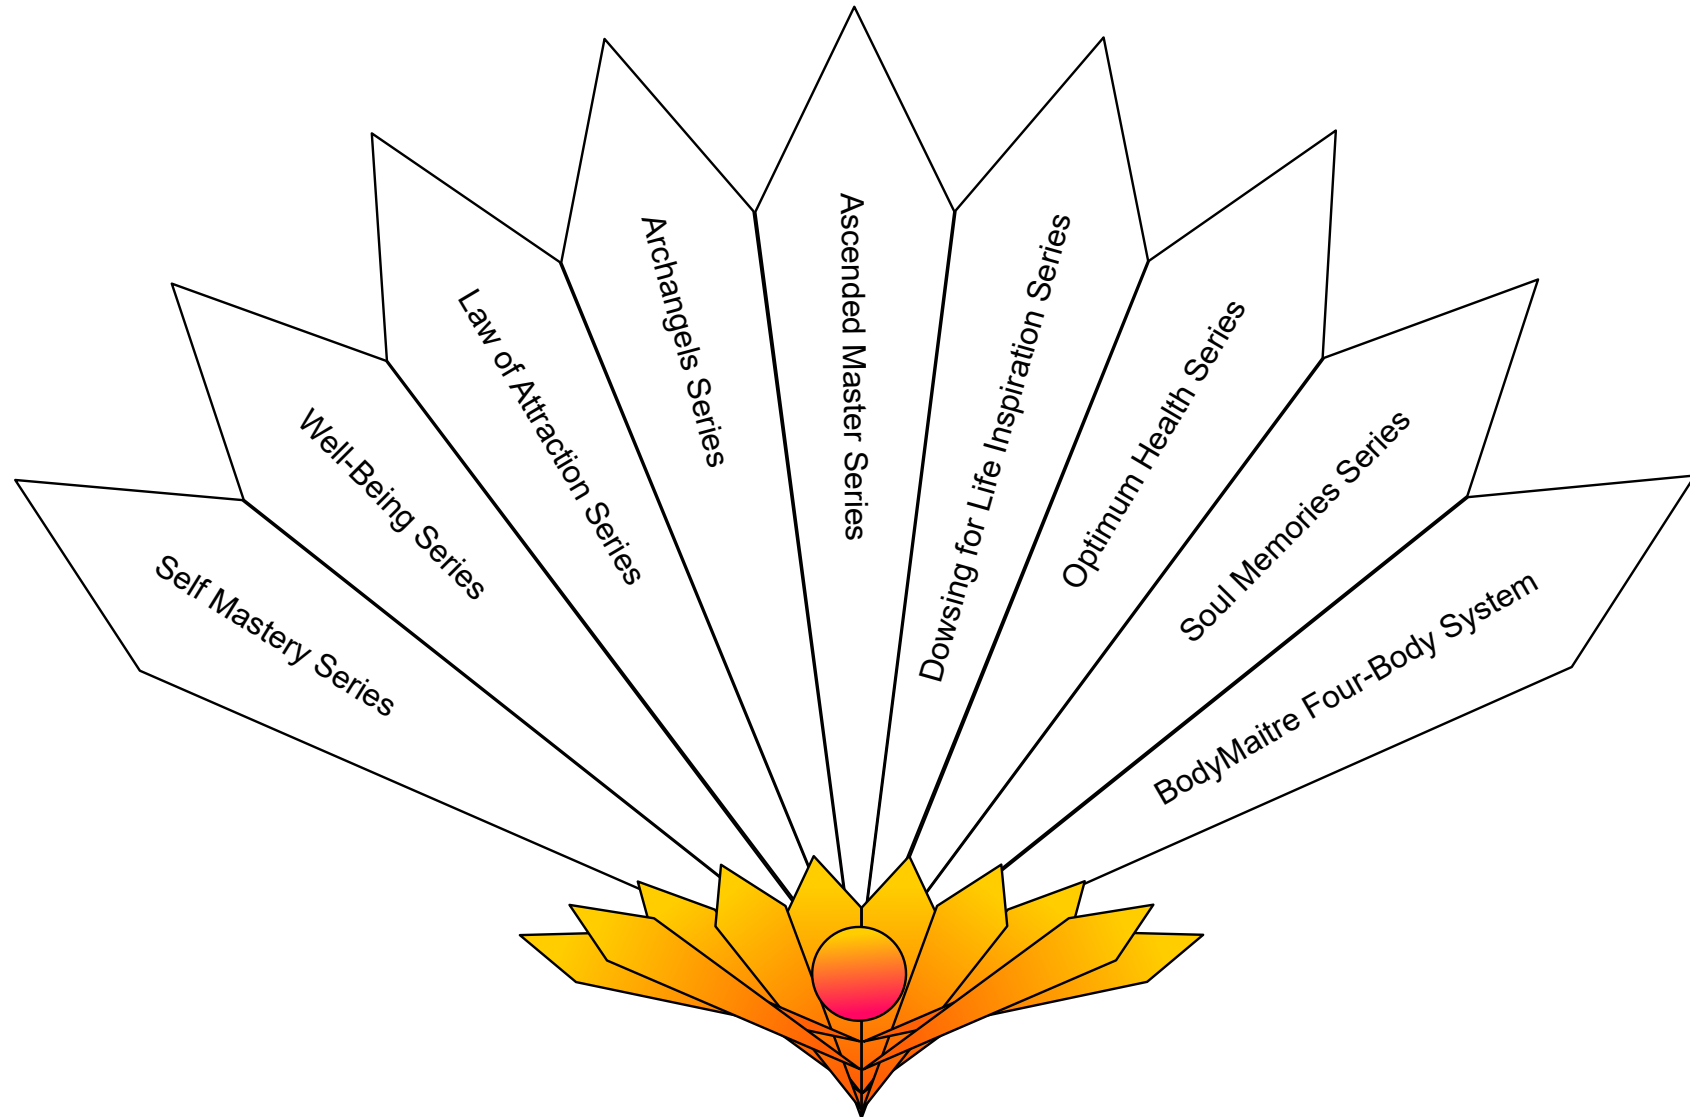 Self Mastery Series
Well-Being Series
Law of Attraction Series
Archangels Series
Ascended Master Series
Dowsing for Life Inspiration Series
Optimum Health Series
Soul Memories Series
BodyMaitre Four-Body System